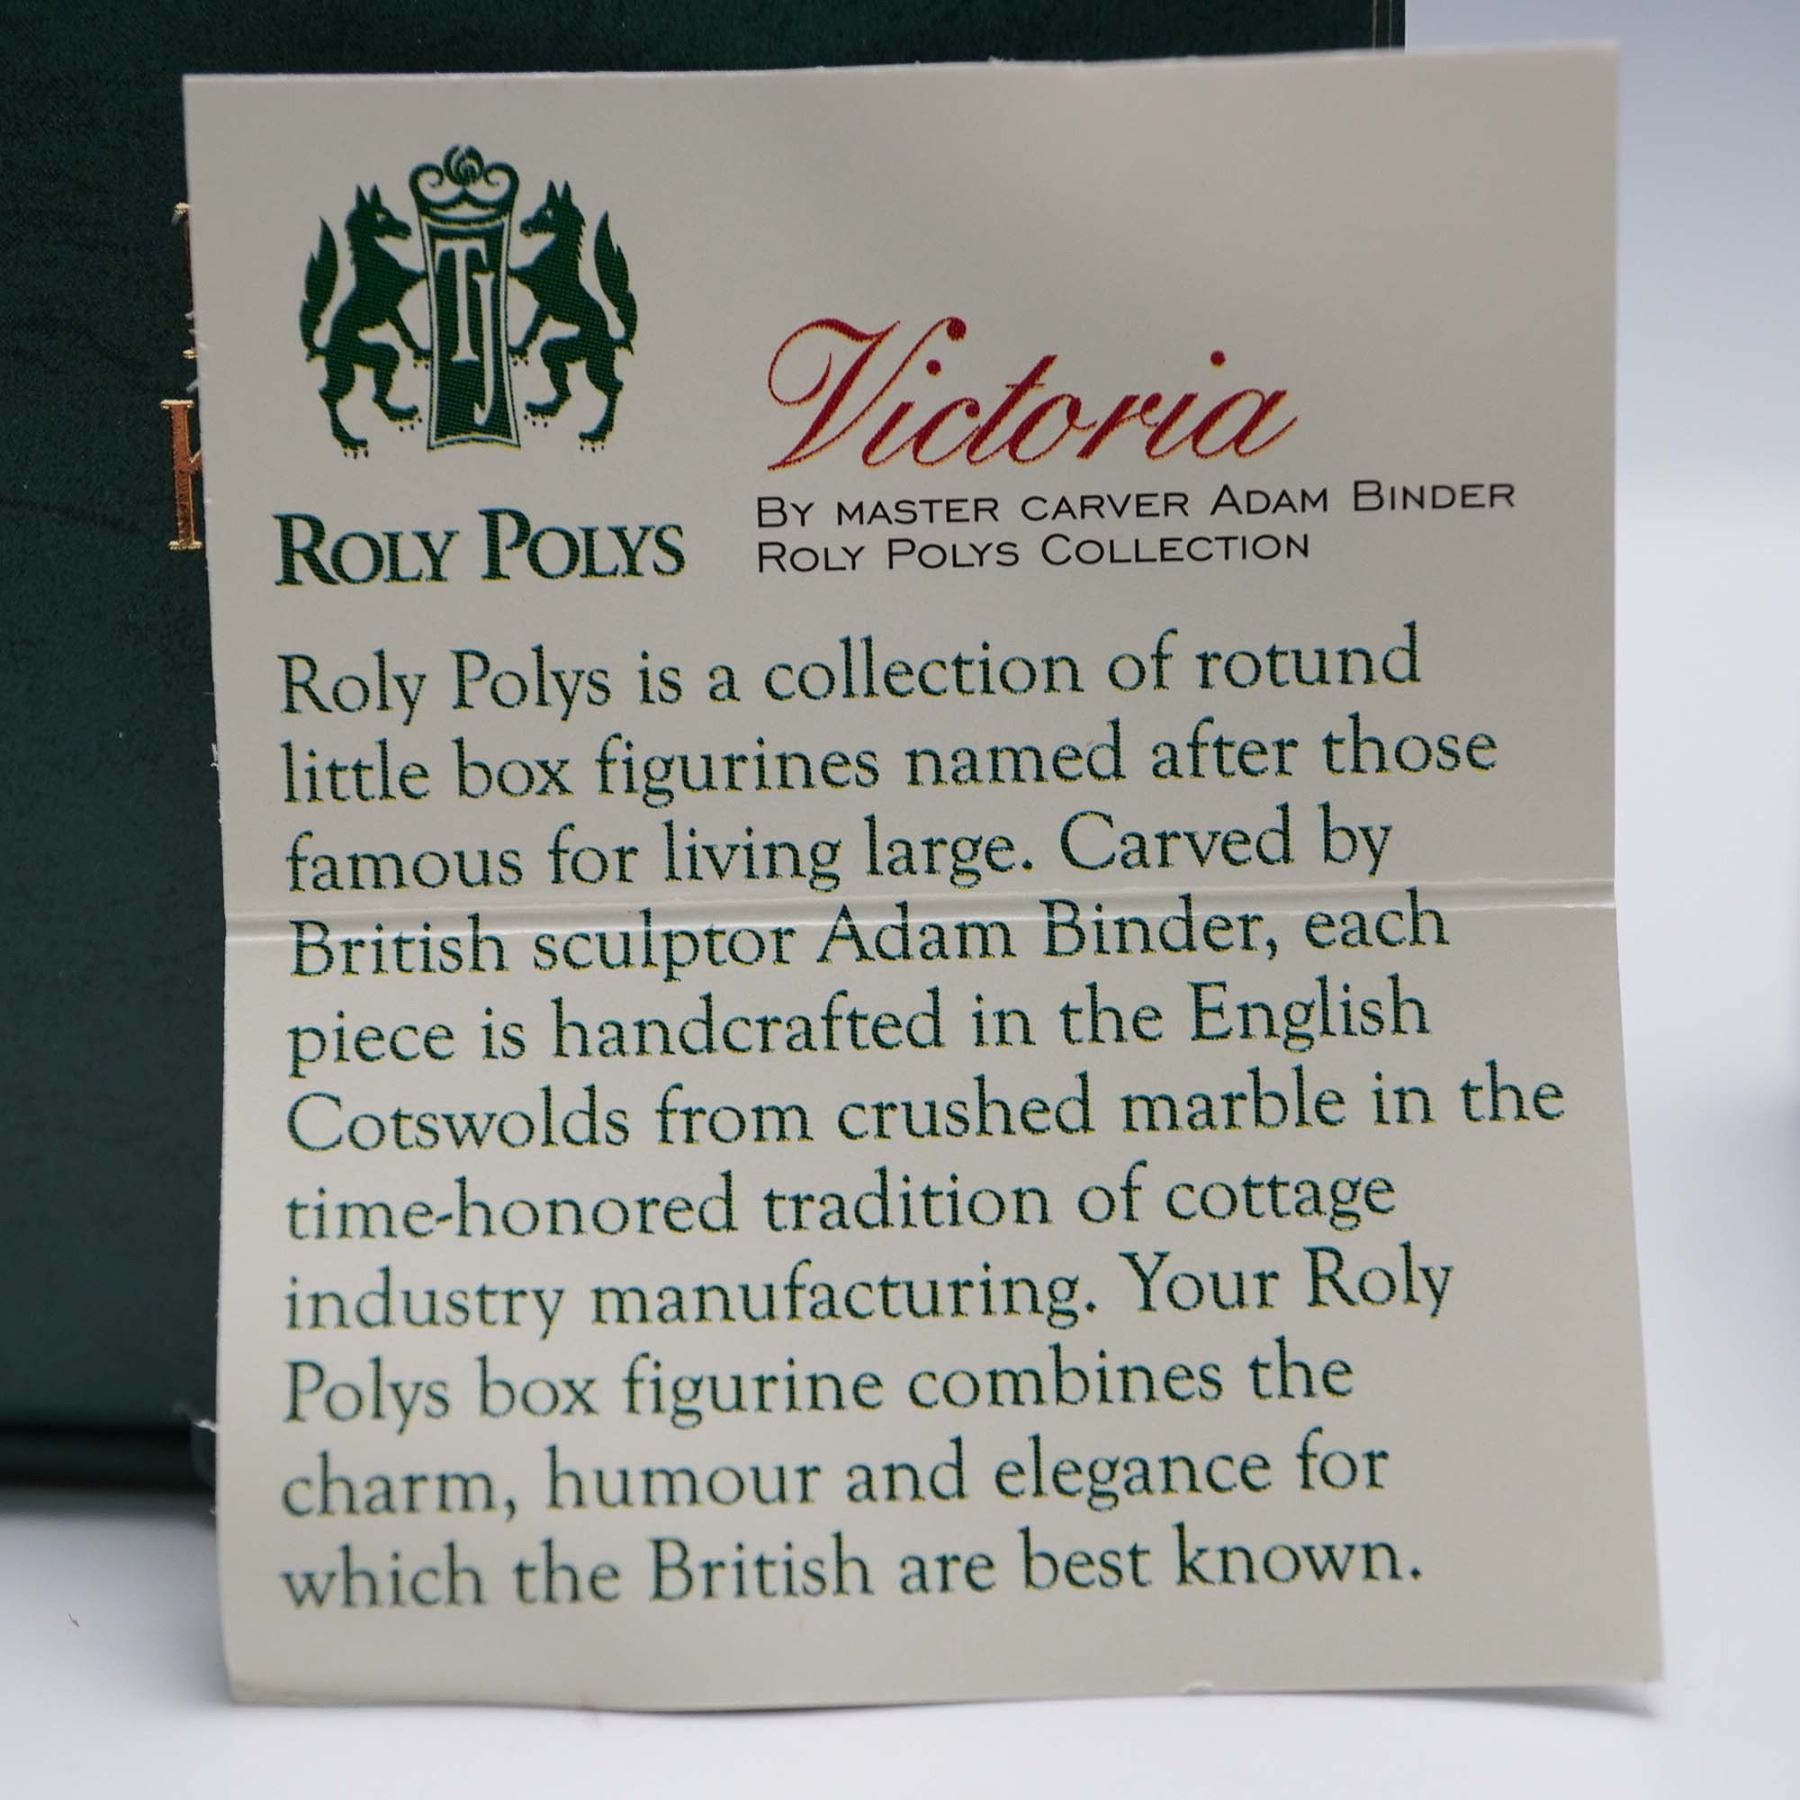 TJ
ROLY POLYS
Victoria
BY MASTER CARVER ADAM BINDER
ROLY POLYS COLLECTION
Roly Polys is a collection of rotund
little box figurines named after those
famous for living large. Carved by
British sculptor Adam Binder, each
piece is handcrafted in the English
Cotswolds from crushed marble in the
time-honored tradition of cottage
industry manufacturing. Your Roly
Polys box figurine combines the
charm, humour and elegance for
which the British are best known.